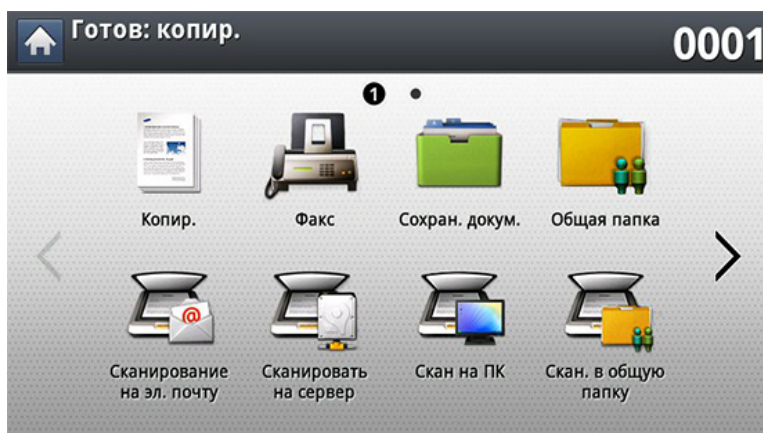 Готов: копир.
0001
1
Копир.
Факс
Сохран. докум.
Общая папка
Сканирование
на эл. почту
Сканировать
на сервер
Скан на ПК
Скан. в общую
папку